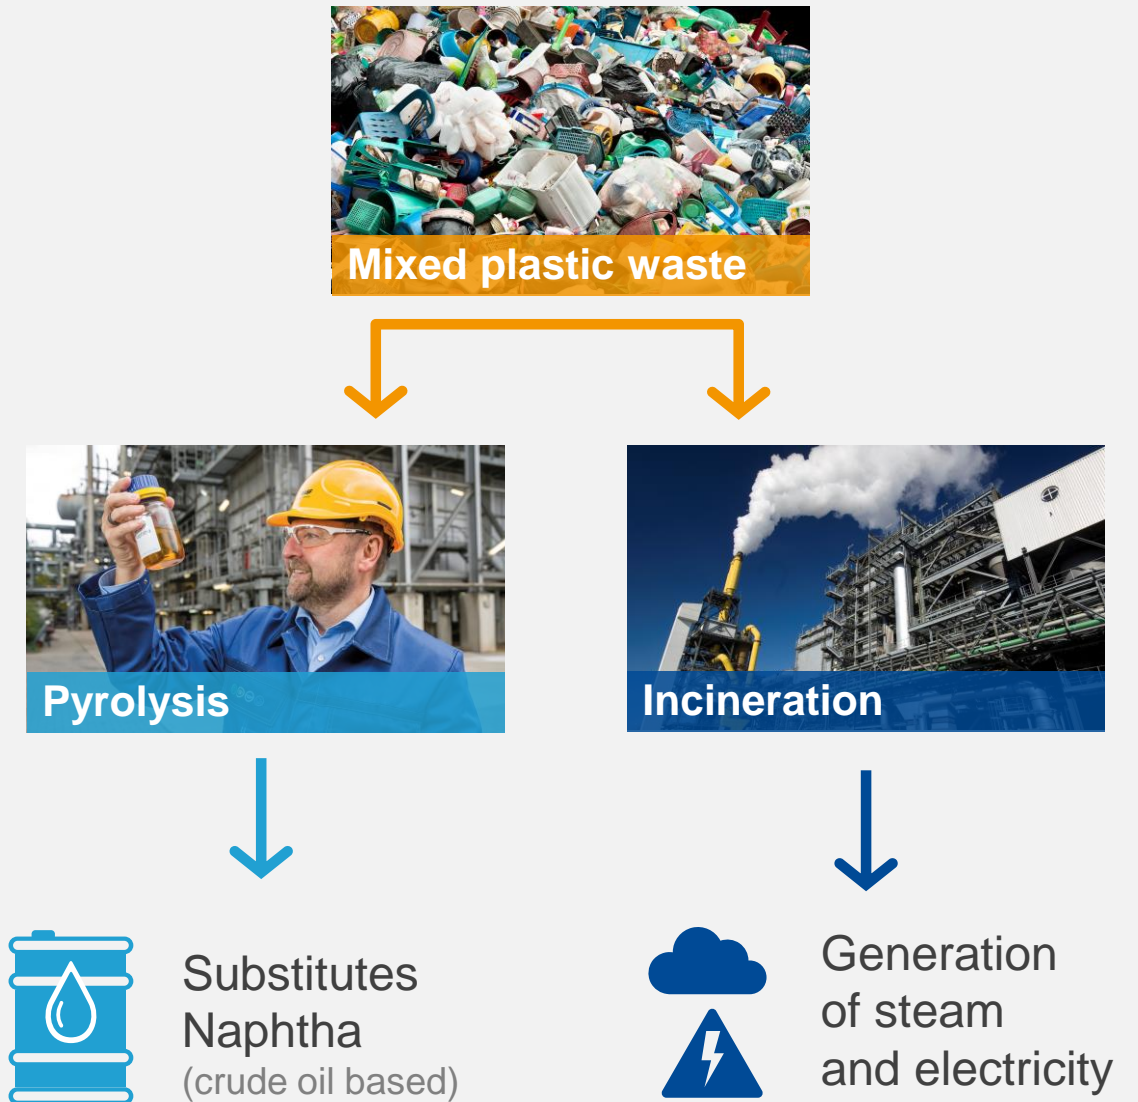 Mixed plastic waste
Pyrolysis
Incineration
Substitutes
Naphtha
(crude oil based)
Generation
of steam
and electricity